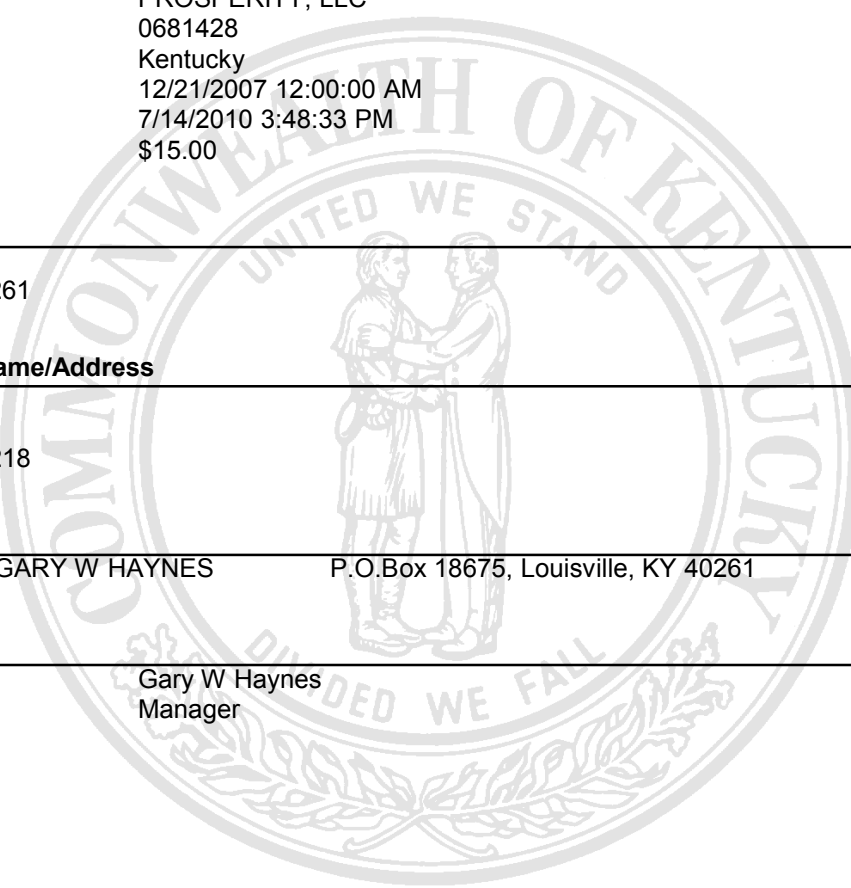 PROSPERITY, LLC
0681428
Kentucky
12/21/2007 12:00:00 AM
7/14/2010 3:48:33 PM
$15.00
COMMONWEALTH OF KENTUCKY
UNITED WE STAND
261
ame/Address
218
GARY W HAYNES P.O.Box 18675, Louisville, KY 40261
DIVIDED WE FALL
Gary W Haynes
Manager